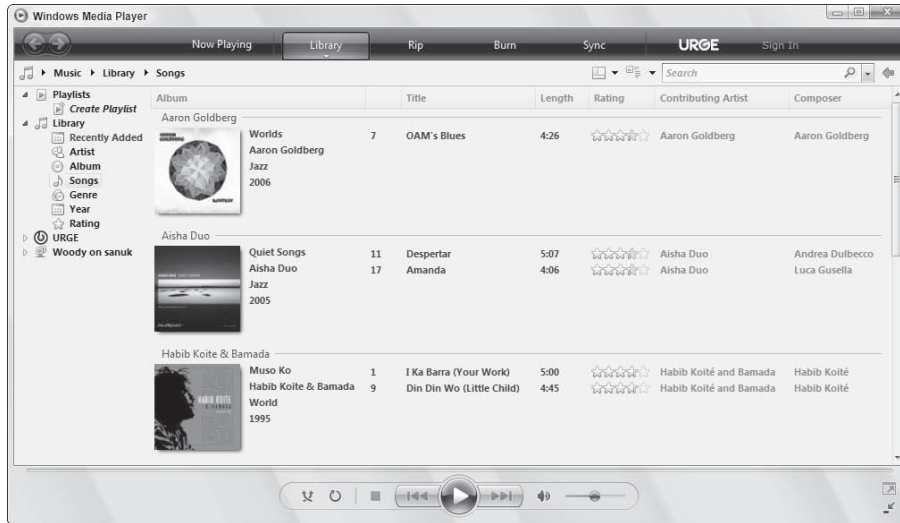 Windows Media Player
Now Playing Library Rip Burn Sync URGE Sign In
Music Library Songs Search
Playlists
Create Playlist
Library
Recently Added
Artist
Album
Songs
Genre
Year
Rating
URGE
Woody on sanuk
Album Title Length Rating Contributing Artist Composer
Aaron Goldberg
Worlds 7 OAM's Blues 4:26 Aaron Goldberg Aaron Goldberg
Aaron Goldberg
Jazz
2006
Aisha Duo
Quiet Songs 11 Despertar 5:07 Aisha Duo Andrea Dulbecco
Aisha Duo 17 Amanda 4:06 Aisha Duo Luca Gusella
Jazz
2005
Habib Koite & Bamada
Muso Ko 1 I Ka Barra (Your Work) 5:00 Habib Koité and Bamada Habib Koité
Habib Koite & Bamada 9 Din Din Wo (Little Child) 4:45 Habib Koité and Bamada Habib Koité
World
1995
HABIB KOITÉ